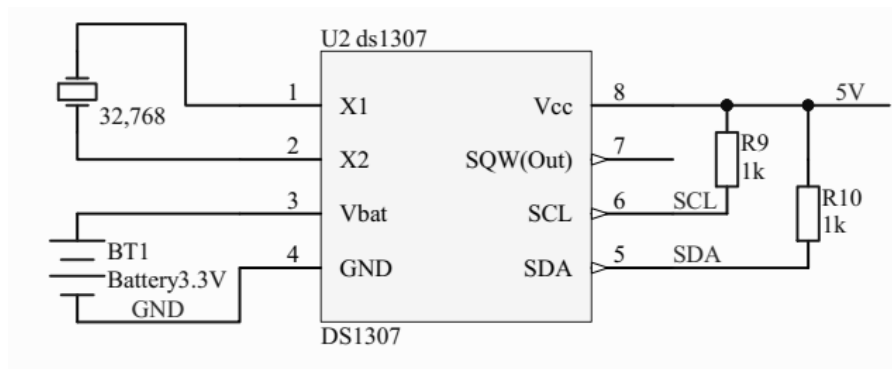 U2 ds1307
32,768
1
X1
Vcc
8
5V
2
X2
SQW(Out)
7
R9
1k
3
Vbat
SCL
6
SCL
R10
1k
4
GND
SDA
5
SDA
BT1
Battery3.3V
GND
DS1307